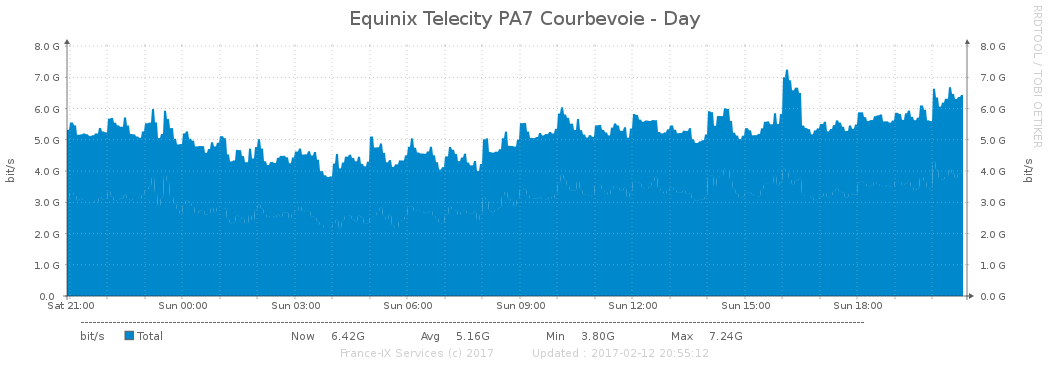 Equinix Telecity PA7 Courbevoie - Day
RRDTOOL / TOBI OETIKER
8.0 G 8.0 G
7.0 G 7.0 G
6.0 G 6.0 G
5.0 G 5.0 G
4.0 G 4.0 G
3.0 G 3.0 G
2.0 G 2.0 G
1.0 G 1.0 G
0.0 0.0 G
bit/s
bit/s
Sat 21:00 Sun 00:00 Sun 03:00 Sun 06:00 Sun 09:00 Sun 12:00 Sun 15:00 Sun 18:00
bit/s Total Now 6.42G Avg 5.16G Min 3.80G Max 7.24G
France-IX Services (c) 2017 Updated : 2017-02-12 20:55:12